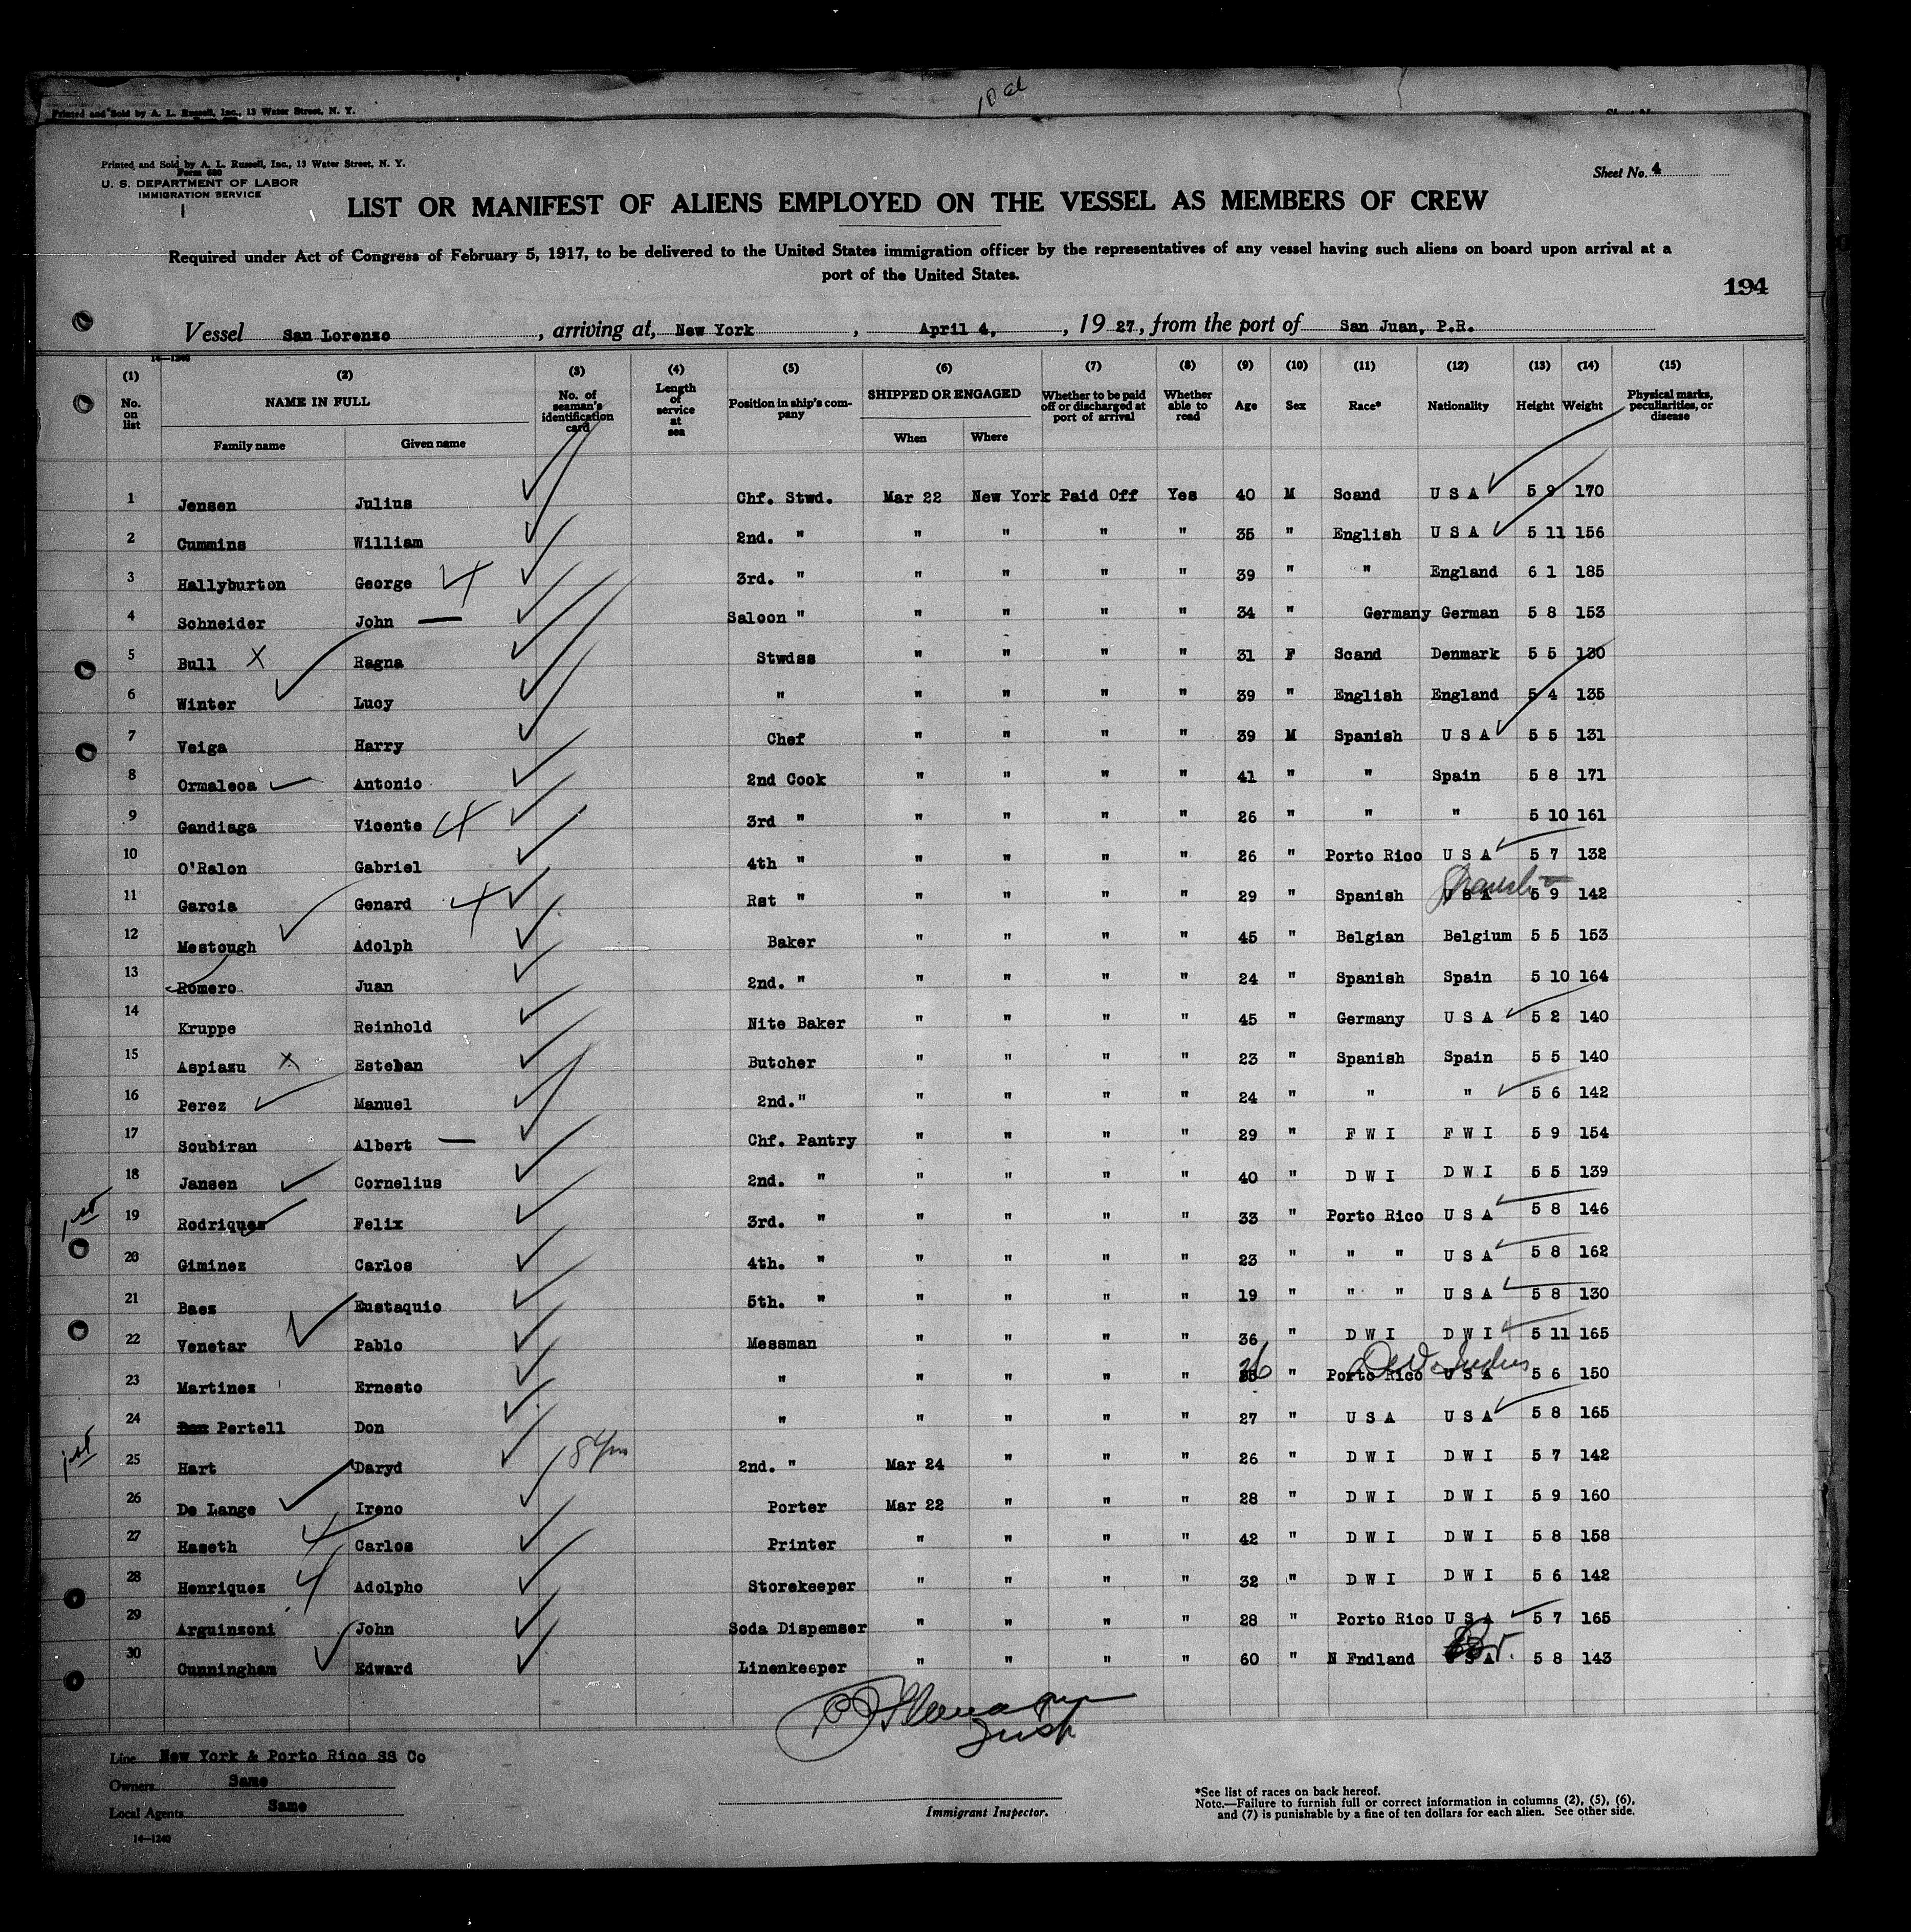 Printed and Sold by A. L. Russell, Inc., 13 Water Street, N. Y.
Printed and Sold by A. L. Russell, Inc., 13 Water Street, N. Y.
Form 680
U. S. DEPARTMENT OF LABOR
IMMIGRATION SERVICE
Sheet No. 4
LIST OR MANIFEST OF ALIENS EMPLOYED ON THE VESSEL AS MEMBERS OF CREW
Required under Act of Congress of February 5, 1917, to be delivered to the United States immigration officer by the representatives of any vessel having such aliens on board upon arrival at a
port of the United States.
194
Vessel San Lorenzo, arriving at, New York, April 4, 1927, from the port of San Juan, P.R.
14—1240
(1) (2) (3) (4) (5) (6) (7) (8) (9) (10) (11) (12) (13) (14) (15)
No. on list NAME IN FULL No. of seaman's identification card Length of service at sea Position in ship's company SHIPPED OR ENGAGED Whether to be paid off or discharged at port of arrival Whether able to read Age Sex Race* Nationality Height Weight Physical marks, peculiarities, or disease
Family name Given name When Where
1 Jensen Julius Chf. Stwd. Mar 22 New York Paid Off Yes 40 M Scand U S A 5 9 170
2 Cummins William 2nd. " " " " " 35 " English U S A 5 11 156
3 Hallyburton George 3rd. " " " " " 39 " " England 6 1 185
4 Schneider John Saloon " " " " " 34 " Germany German 5 8 153
5 Bull X Ragna Stwdss " " " " 31 F Scand Denmark 5 5 130
6 Winter Lucy " " " " " 39 " English England 5 4 135
7 Veiga Harry Chef " " " " 39 M Spanish U S A 5 5 131
8 Ormaleca Antonio 2nd Cook " " " " 41 " " Spain 5 8 171
9 Gandiaga Vicente 3rd " " " " " 26 " " " 5 10 161
10 O'Ralon Gabriel 4th " " " " " 26 " Porto Rico U S A 5 7 132
11 Garcia Genard Rst " " " " " 29 " Spanish U S A Spanish 5 9 142
12 Mestough Adolph Baker " " " " 45 " Belgian Belgium 5 5 153
13 Romero Juan 2nd. " " " " " 24 " Spanish Spain 5 10 164
14 Kruppe Reinhold Nite Baker " " " " 45 " Germany U S A 5 2 140
15 Aspiazu X Esteban Butcher " " " " 23 " Spanish Spain 5 5 140
16 Perez Manuel 2nd." " " " " 24 " " " 5 6 142
17 Soubiran Albert Chf. Pantry " " " " 29 " F W I F W I 5 9 154
18 Jansen Cornelius 2nd. " " " " " 40 " D W I D W I 5 5 139
1st 19 Rodriques Felix 3rd. " " " " " 33 " Porto Rico U S A 5 8 146
20 Giminez Carlos 4th. " " " " " 23 " " " U S A 5 8 162
21 Baez Eustaquio 5th. " " " " " 19 " " " U S A 5 8 130
22 Venetar Pablo Messman " " " " 36 " D W I D W I 5 11 165
23 Martinez Ernesto " " " " " 36 " Porto Rico U S A 5 6 150
24 Pertell Don " " " " " 27 " U S A U S A 5 8 165
1st 25 Hart Daryd 2nd. " Mar 24 " " " 26 " D W I D W I 5 7 142
26 De Lange Ireno Porter Mar 22 " " " 28 " D W I D W I 5 9 160
27 Haseth Carlos Printer " " " " 42 " D W I D W I 5 8 158
28 Henriquez Adolpho Storekeeper " " " " 32 " D W I D W I 5 6 142
29 Arguinzoni John Soda Dispemser " " " " 28 " Porto Rico U S A 5 7 165
30 Cunningham Edward Linenkeeper " " " " 60 " N Fndland U S A Br. 5 8 143
Line New York & Porto Rico SS Co
Owners Same
Local Agents Same
14—1240
Immigrant Inspector.
*See list of races on back hereof.
Note.—Failure to furnish full or correct information in columns (2), (5), (6),
and (7) is punishable by a fine of ten dollars for each alien. See other side.